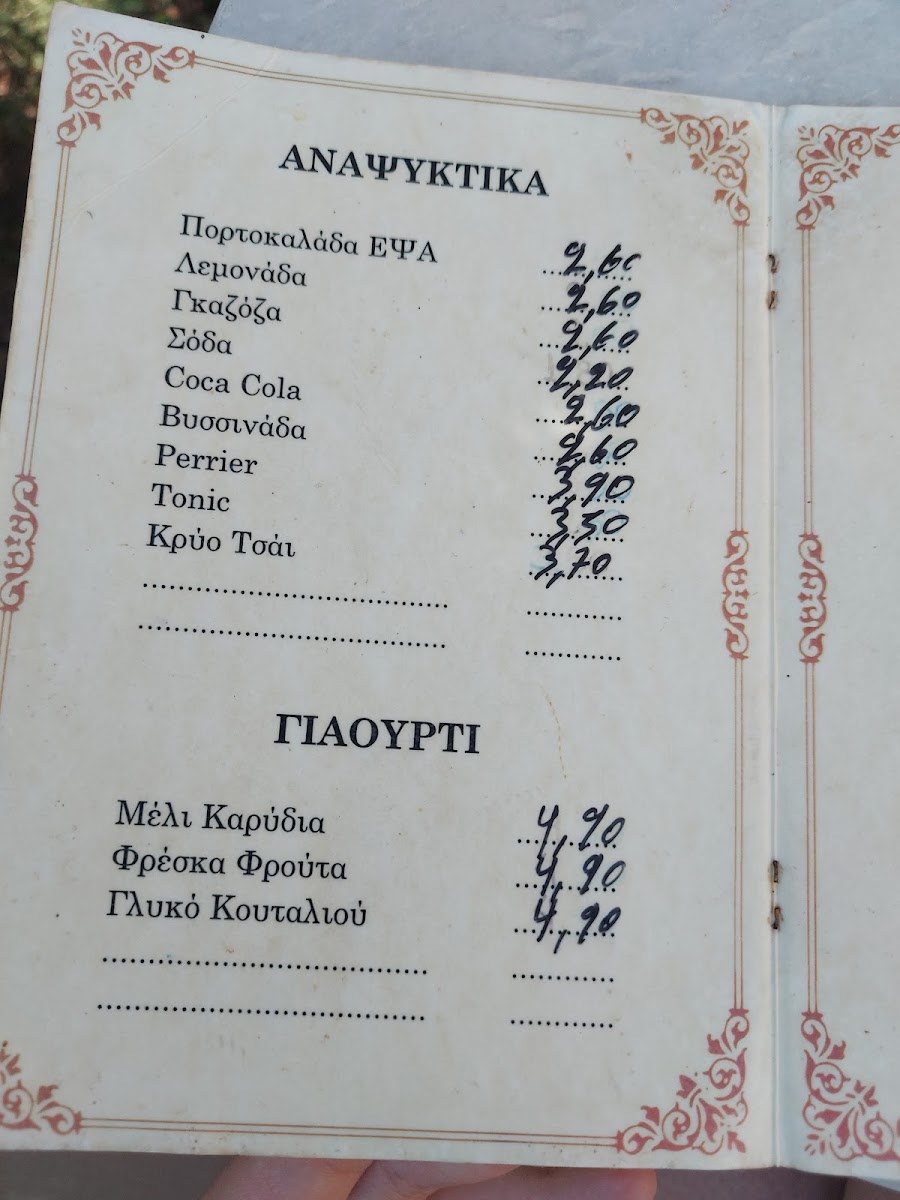 ΑΝΑΨΥΚΤΙΚΑ
Πορτοκαλάδα ΕΨΑ 2,60
Λεμονάδα 2,60
Γκαζόζα 2,60
Σόδα 2,20
Coca Cola 2,60
Βυσσινάδα 2,60
Perrier 3,90
Tonic 3,30
Κρύο Τσάι 3,70
ΓΙΑΟΥΡΤΙ
Μέλι Καρύδια 4,90
Φρέσκα Φρούτα 4,90
Γλυκό Κουταλιού 4,90